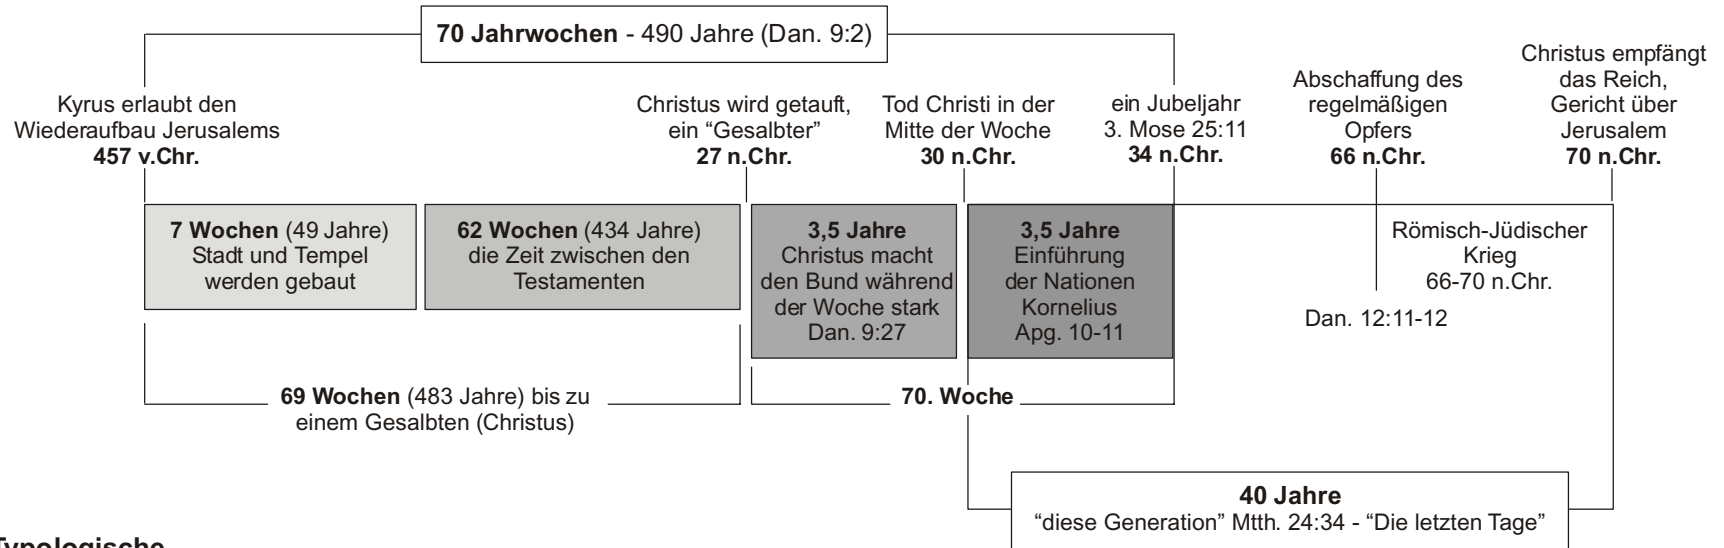 70 Jahrwochen - 490 Jahre (Dan. 9:2)
Kyrus erlaubt den
Wiederaufbau Jerusalems
457 v.Chr.
Christus wird getauft,
ein “Gesalbter”
27 n.Chr.
Tod Christi in der
Mitte der Woche
30 n.Chr.
ein Jubeljahr
3. Mose 25:11
34 n.Chr.
Abschaffung des
regelmäßigen
Opfers
66 n.Chr.
Christus empfängt
das Reich,
Gericht über
Jerusalem
70 n.Chr.
7 Wochen (49 Jahre)
Stadt und Tempel
werden gebaut
62 Wochen (434 Jahre)
die Zeit zwischen den
Testamenten
3,5 Jahre
Christus macht
den Bund während
der Woche stark
Dan. 9:27
3,5 Jahre
Einführung
der Nationen
Kornelius
Apg. 10-11
Römisch-Jüdischer
Krieg
66-70 n.Chr.
Dan. 12:11-12
69 Wochen (483 Jahre) bis zu
einem Gesalbten (Christus)
70. Woche
40 Jahre
“diese Generation” Mtth. 24:34 - “Die letzten Tage”
Typologische